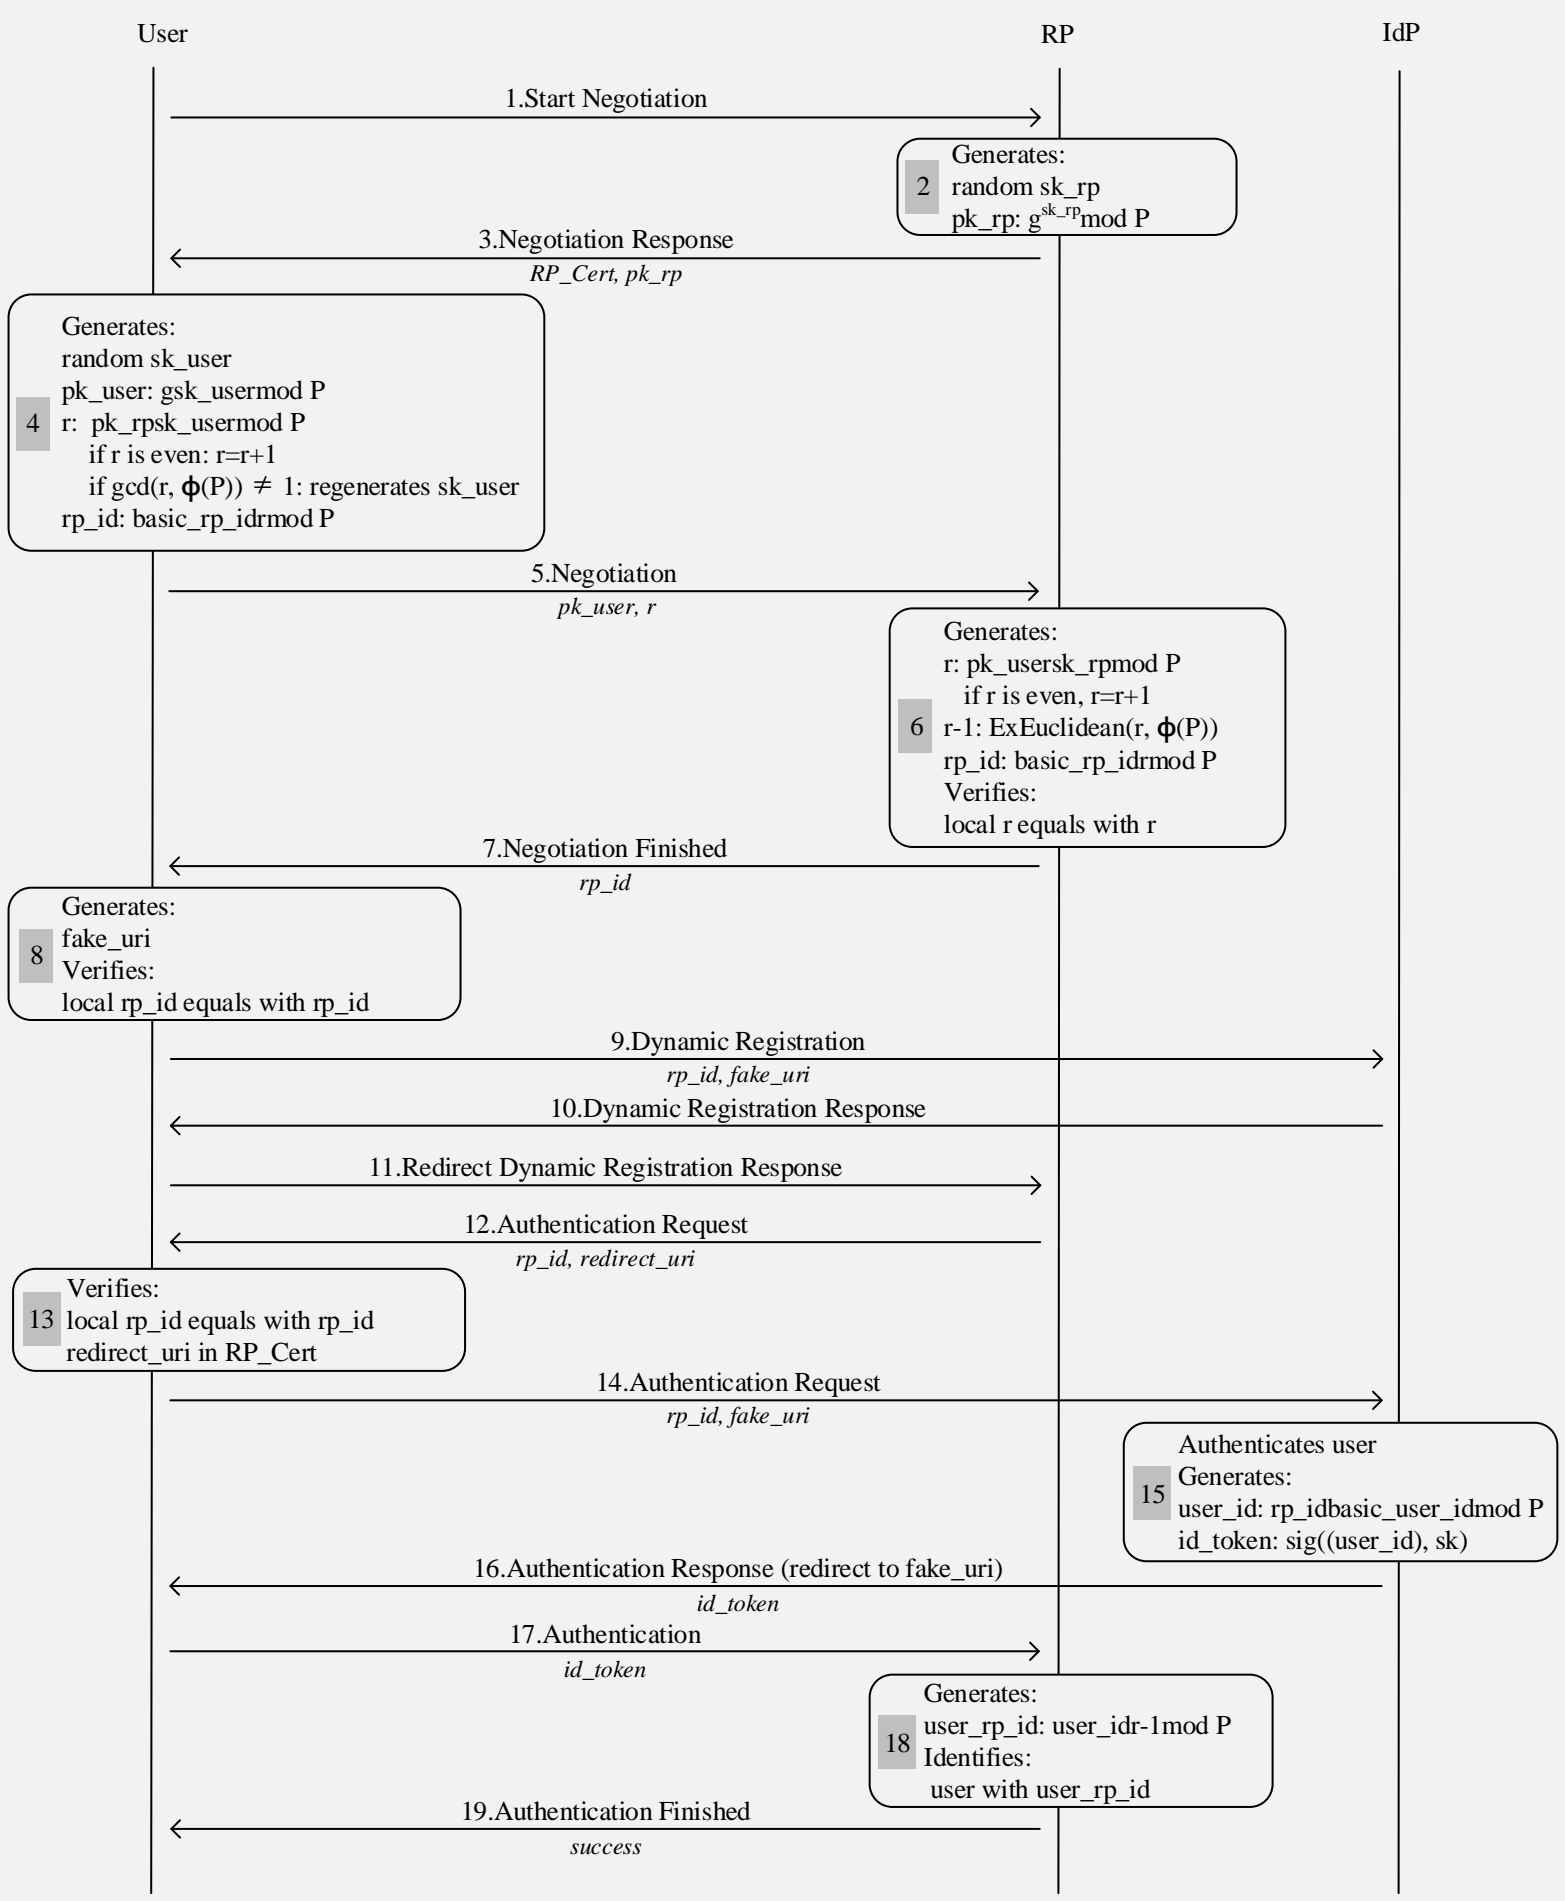 User
RP
IdP
1.Start Negotiation
2
Generates:
random sk_rp
pk_rp: g^sk_rp mod P
3.Negotiation Response
RP_Cert, pk_rp
4
Generates:
random sk_user
pk_user: gsk_usermod P
r: pk_rpsk_usermod P
if r is even: r=r+1
if gcd(r, ϕ(P)) ≠ 1: regenerates sk_user
rp_id: basic_rp_idrmod P
5.Negotiation
pk_user, r
6
Generates:
r: pk_usersk_rpmod P
if r is even, r=r+1
r-1: ExEuclidean(r, ϕ(P))
rp_id: basic_rp_idrmod P
Verifies:
local r equals with r
7.Negotiation Finished
rp_id
8
Generates:
fake_uri
Verifies:
local rp_id equals with rp_id
9.Dynamic Registration
rp_id, fake_uri
10.Dynamic Registration Response
11.Redirect Dynamic Registration Response
12.Authentication Request
rp_id, redirect_uri
13
Verifies:
local rp_id equals with rp_id
redirect_uri in RP_Cert
14.Authentication Request
rp_id, fake_uri
15
Authenticates user
Generates:
user_id: rp_idbasic_user_idmod P
id_token: sig((user_id), sk)
16.Authentication Response (redirect to fake_uri)
id_token
17.Authentication
id_token
18
Generates:
user_rp_id: user_idr-1mod P
Identifies:
user with user_rp_id
19.Authentication Finished
success